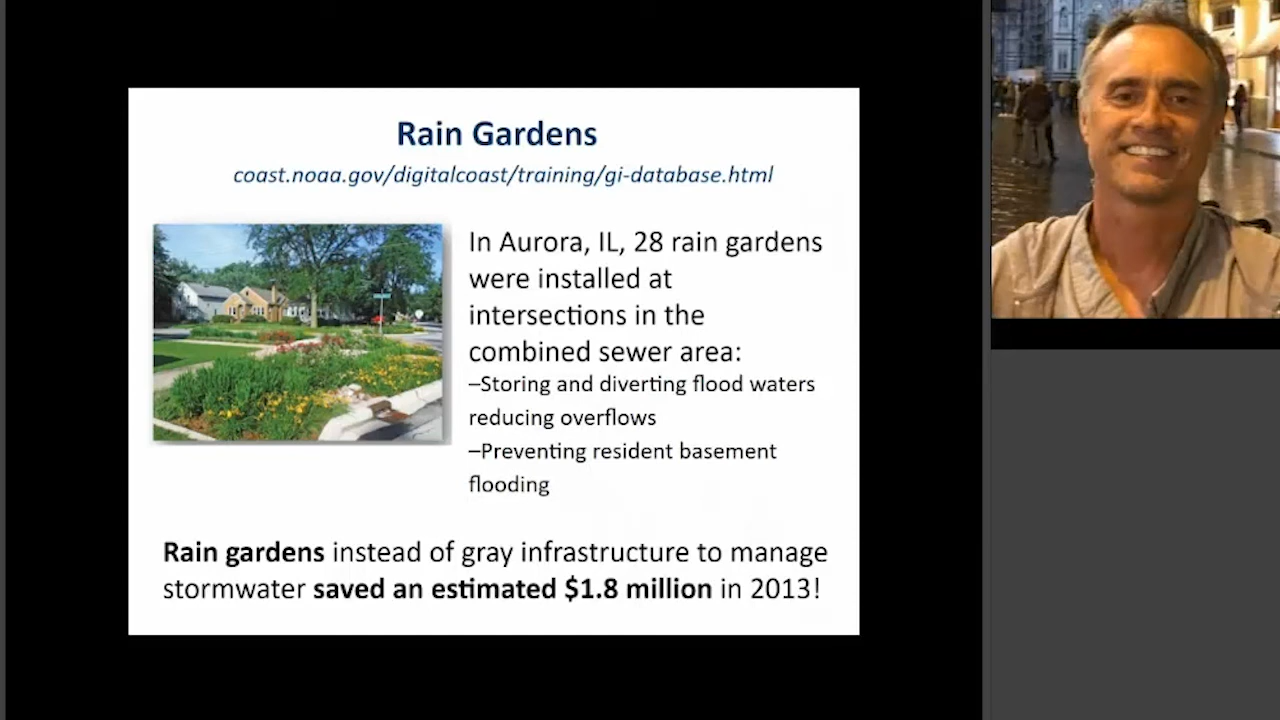 Rain Gardens
coast.noaa.gov/digitalcoast/training/gi-database.html
In Aurora, IL, 28 rain gardens
were installed at
intersections in the
combined sewer area:
–Storing and diverting flood waters
reducing overflows
–Preventing resident basement
flooding
Rain gardens instead of gray infrastructure to manage
stormwater saved an estimated $1.8 million in 2013!